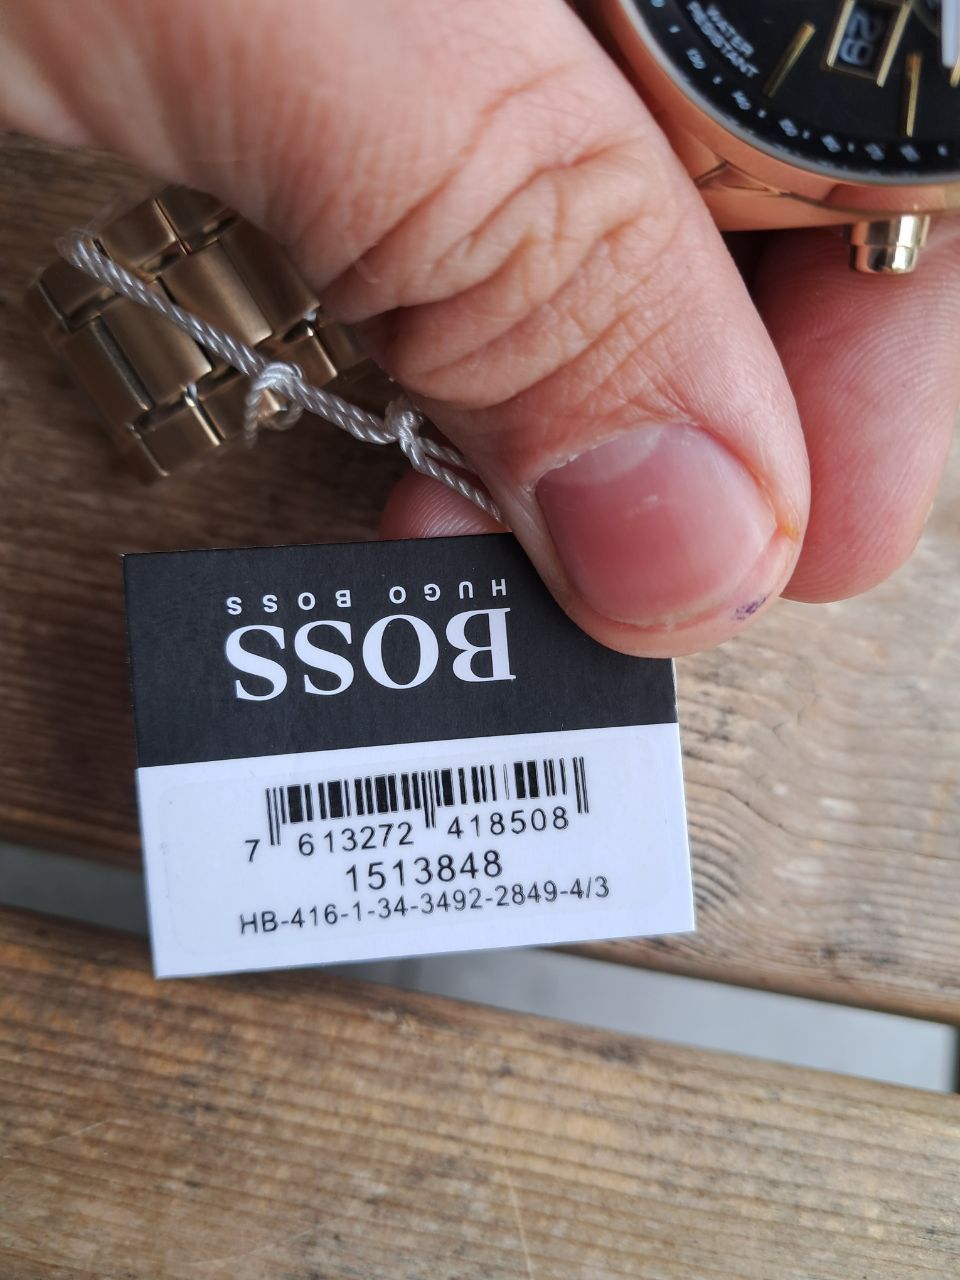 WATER
RESISTANT
29
BOSS
HUGO BOSS
7 613272 418508
1513848
HB-416-1-34-3492-2849-4/3